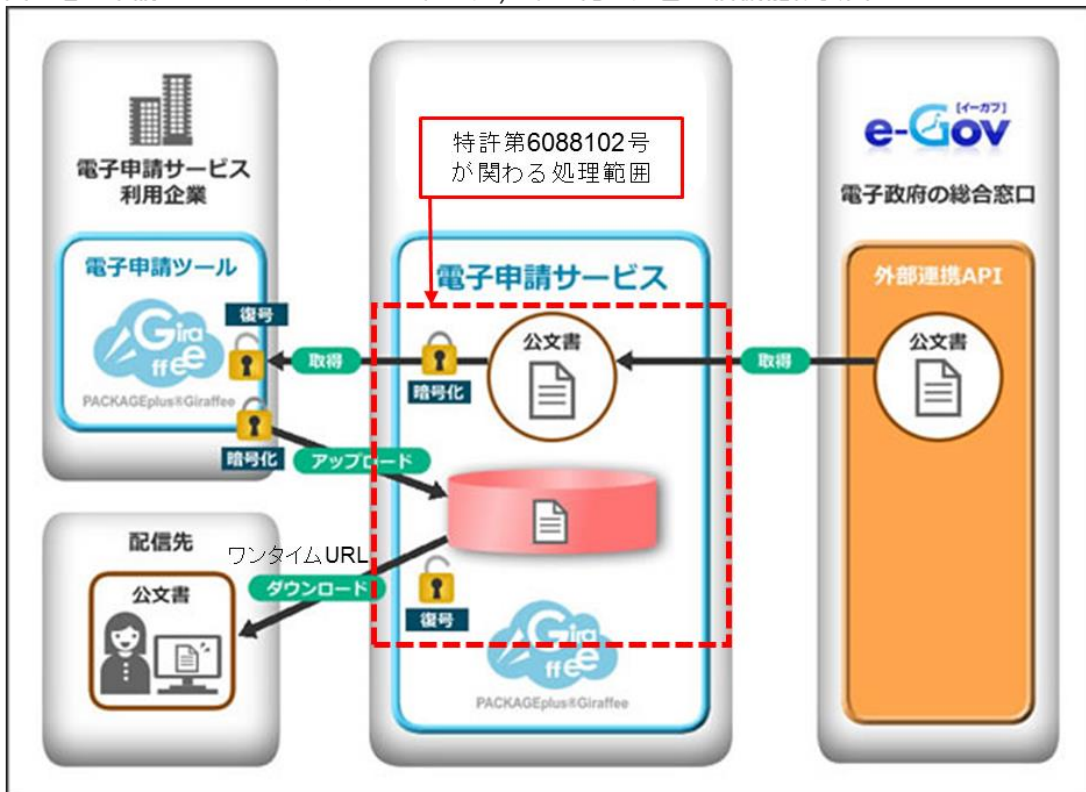 電子申請サービス
利用企業
電子申請ツール
Giraffee
PACKAGEplus®Giraffee
復号
取得
暗号化
アップロード
配信先
公文書
ワンタイムURL
ダウンロード
特許第6088102号
が関わる処理範囲
電子申請サービス
公文書
暗号化
復号
Giraffee
PACKAGEplus®Giraffee
取得
[イーガブ]
e-Gov
電子政府の総合窓口
外部連携API
公文書